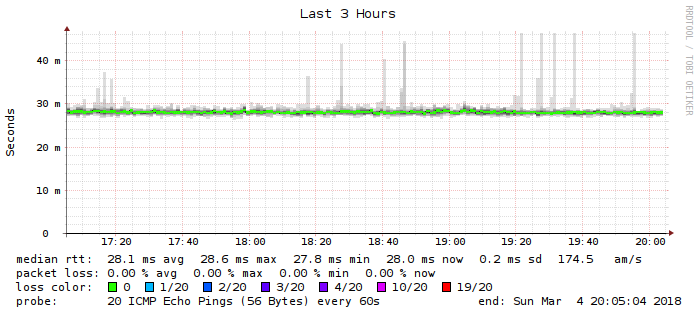 Last 3 Hours
RRDTOOL / TOBI OETIKER
Seconds
40 m
30 m
20 m
10 m
0
17:20 17:40 18:00 18:20 18:40 19:00 19:20 19:40 20:00
median rtt: 28.1 ms avg 28.6 ms max 27.8 ms min 28.0 ms now 0.2 ms sd 174.5 am/s
packet loss: 0.00 % avg 0.00 % max 0.00 % min 0.00 % now
loss color: 0 1/20 2/20 3/20 4/20 10/20 19/20
probe: 20 ICMP Echo Pings (56 Bytes) every 60s end: Sun Mar 4 20:05:04 2018